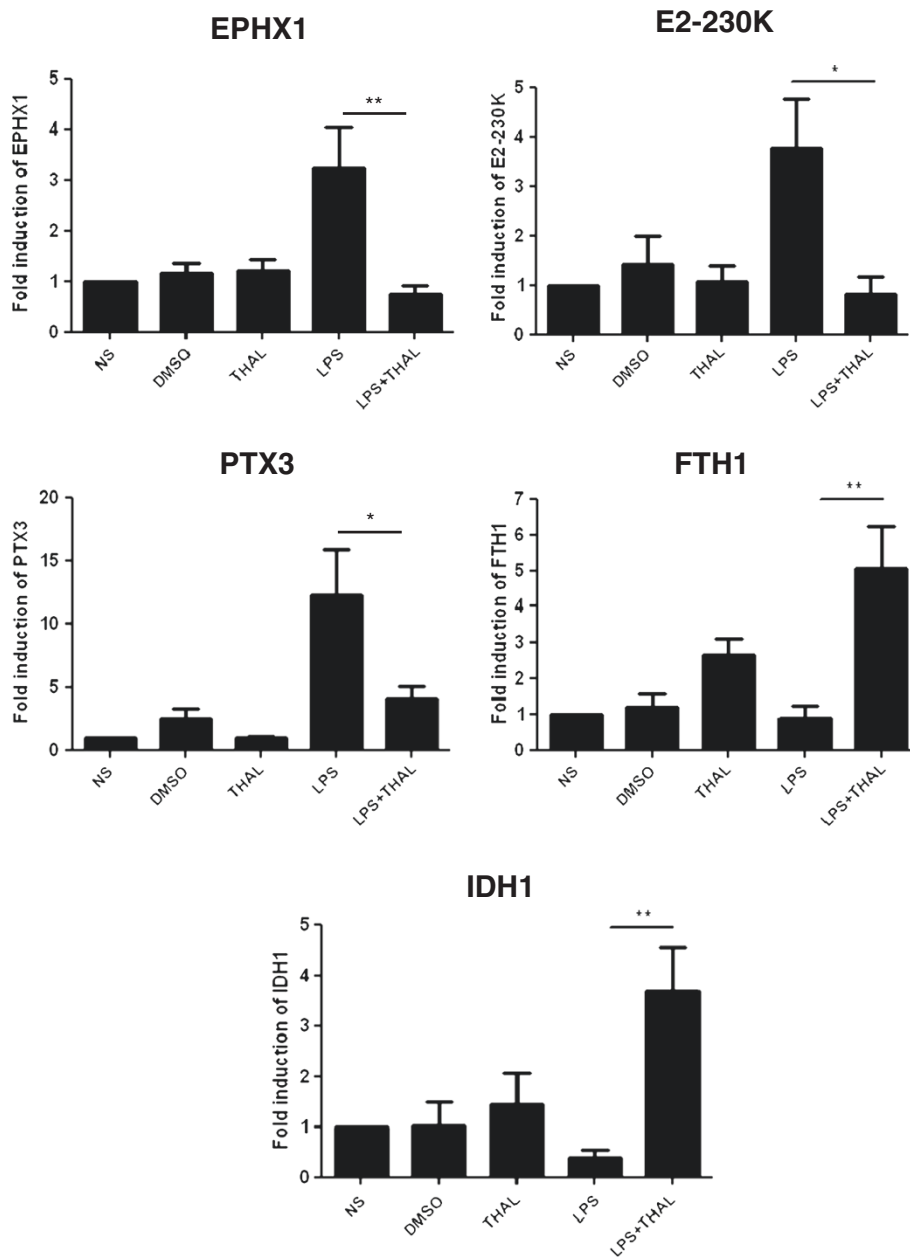 EPHX1
E2-230K
Fold induction of EPHX1
5
4
3
2
1
0
**
NS
DMSO
THAL
LPS
LPS+THAL
Fold induction of E2-230K
5
4
3
2
1
0
*
NS
DMSO
THAL
LPS
LPS+THAL
PTX3
FTH1
Fold induction of PTX3
20
15
10
5
0
*
NS
DMSO
THAL
LPS
LPS+THAL
Fold induction of FTH1
7
6
5
4
3
2
1
0
**
NS
DMSO
THAL
LPS
LPS+THAL
IDH1
Fold induction of IDH1
5
4
3
2
1
0
**
NS
DMSO
THAL
LPS
LPS+THAL